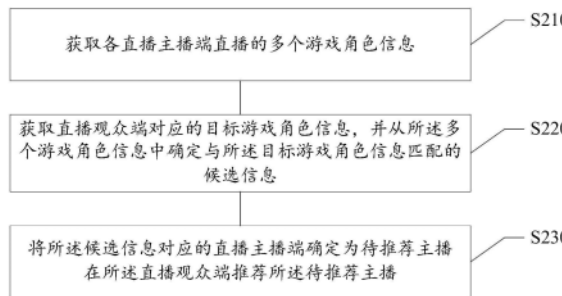 获取各直播主播端直播的多个游戏角色信息
S210
获取直播观众端对应的目标游戏角色信息，并从所述多
个游戏角色信息中确定与所述目标游戏角色信息匹配的
候选信息
S220
将所述候选信息对应的直播主播端确定为待推荐主播
在所述直播观众端推荐所述待推荐主播
S230